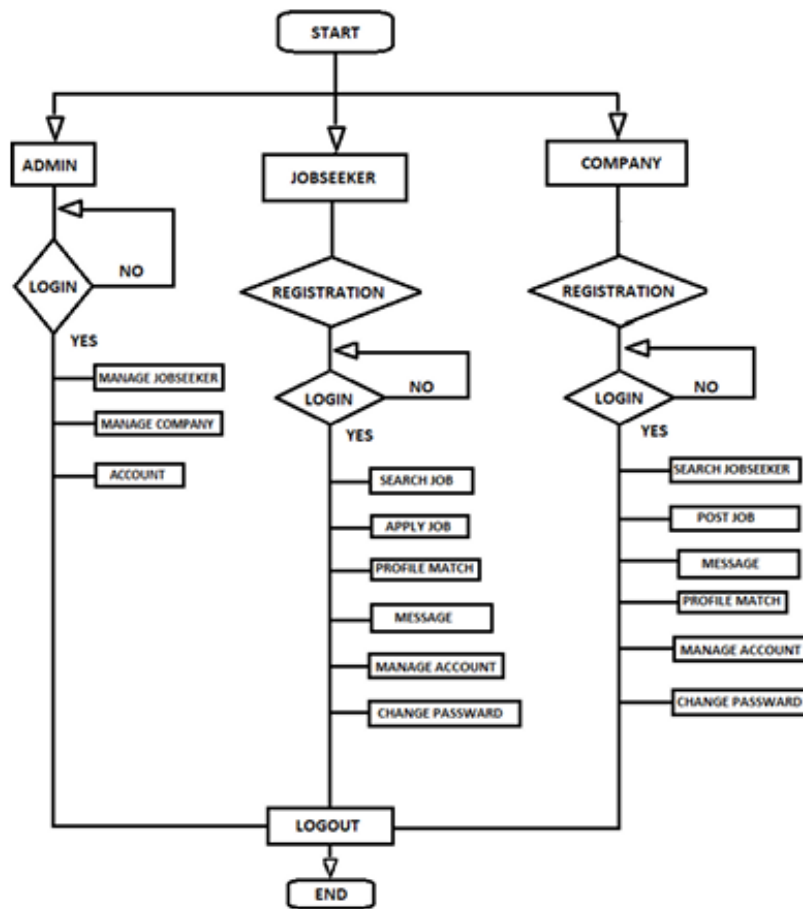 START
ADMIN
JOBSEEKER
COMPANY
LOGIN
NO
YES
MANAGE JOBSEEKER
MANAGE COMPANY
ACCOUNT
REGISTRATION
LOGIN
NO
YES
SEARCH JOB
APPLY JOB
PROFILE MATCH
MESSAGE
MANAGE ACCOUNT
CHANGE PASSWARD
REGISTRATION
LOGIN
NO
YES
SEARCH JOBSEEKER
POST JOB
MESSAGE
PROFILE MATCH
MANAGE ACCOUNT
CHANGE PASSWARD
LOGOUT
END